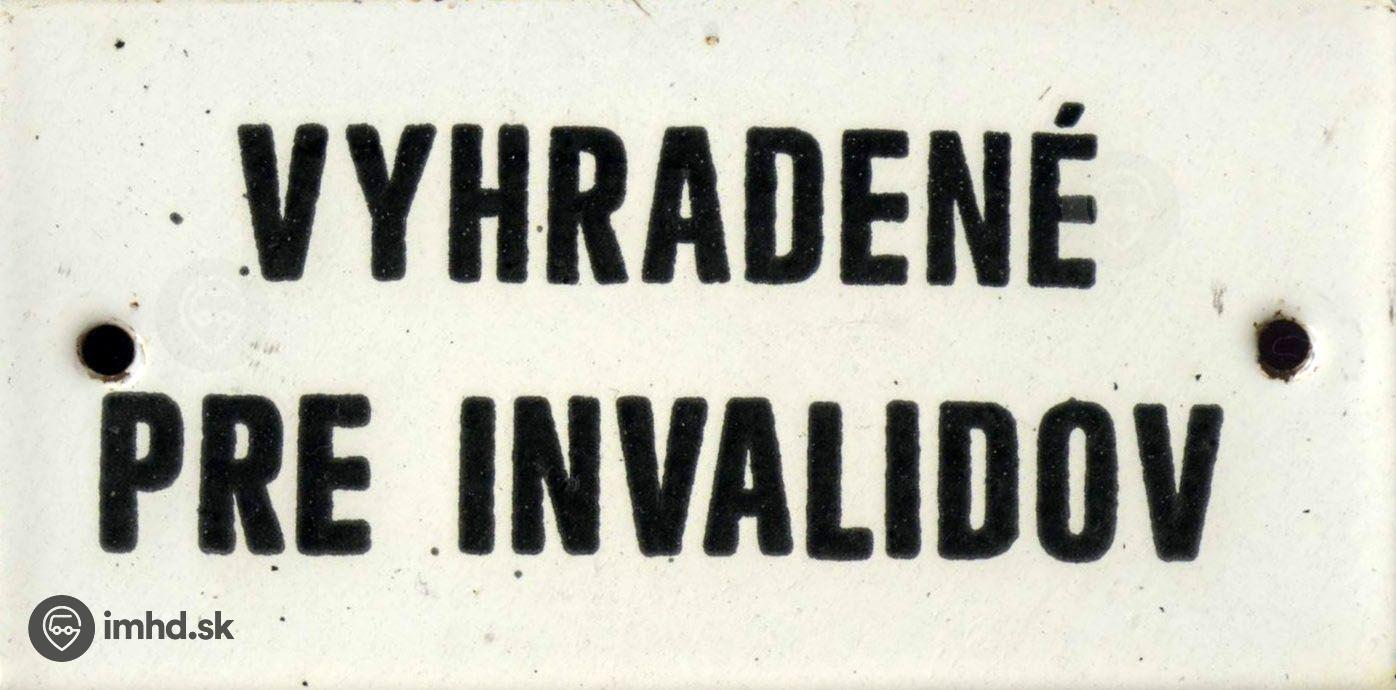 VYHRADENÉ
PRE INVALIDOV
imhd.sk